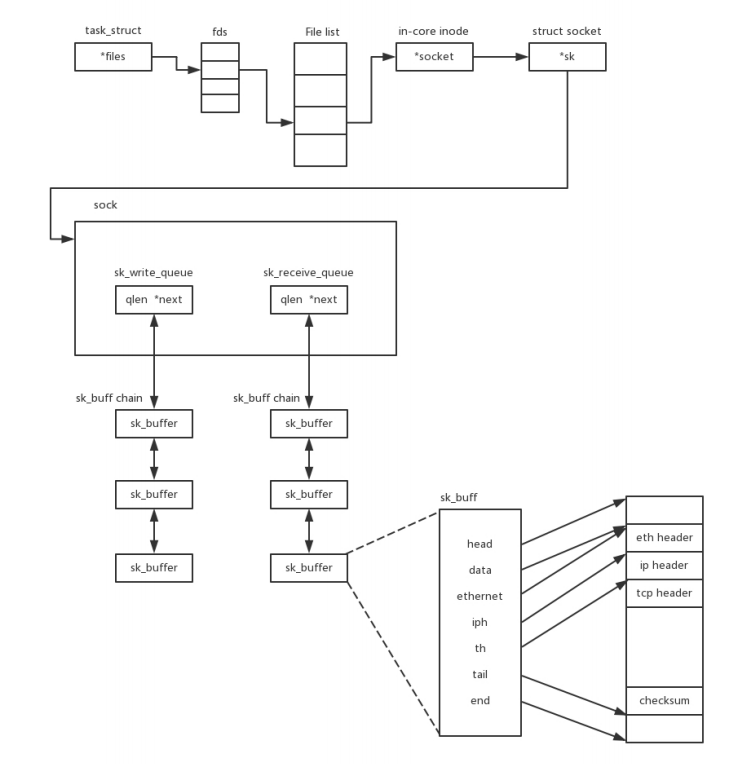 task_struct
fds
File list
in-core inode
struct socket
*files
*socket
*sk
sock
sk_write_queue
sk_receive_queue
qlen *next
qlen *next
sk_buff chain
sk_buff chain
sk_buffer
sk_buffer
sk_buffer
sk_buffer
sk_buffer
sk_buffer
sk_buff
head
data
ethernet
iph
th
tail
end
eth header
ip header
tcp header
checksum